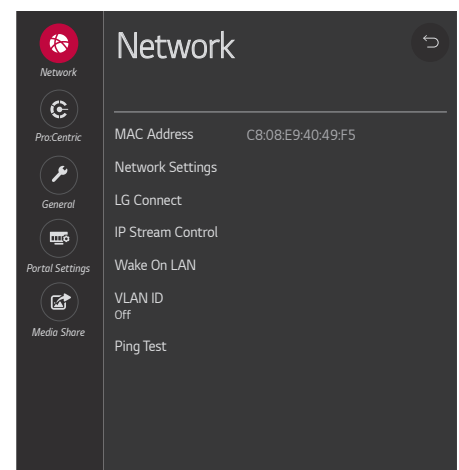 Network
Network
Pro:Centric
General
Portal Settings
Media Share
MAC Address C8:08:E9:40:49:F5
Network Settings
LG Connect
IP Stream Control
Wake On LAN
VLAN ID
Off
Ping Test